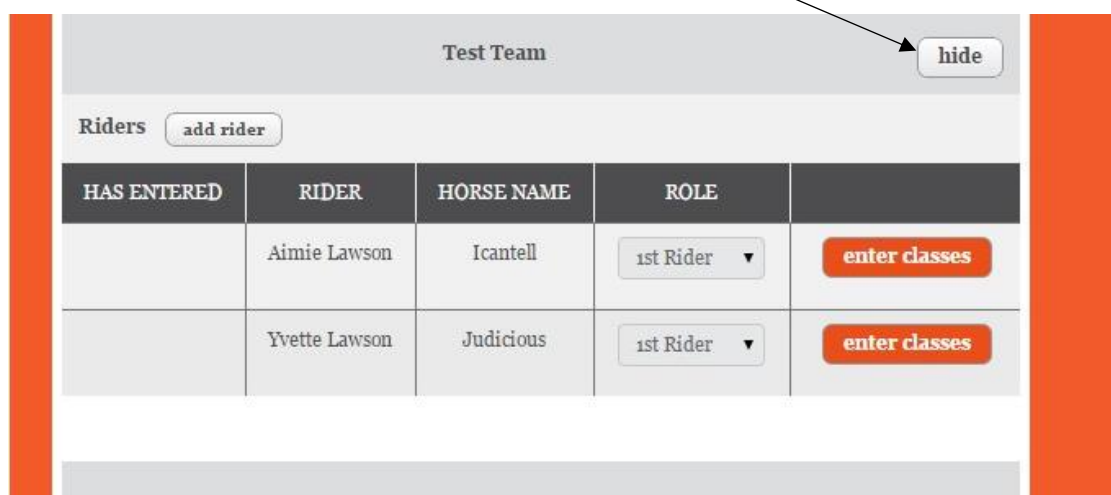 Test Team hide
Riders add rider
HAS ENTERED RIDER HORSE NAME ROLE
Aimie Lawson Icantell 1st Rider enter classes
Yvette Lawson Judicious 1st Rider enter classes